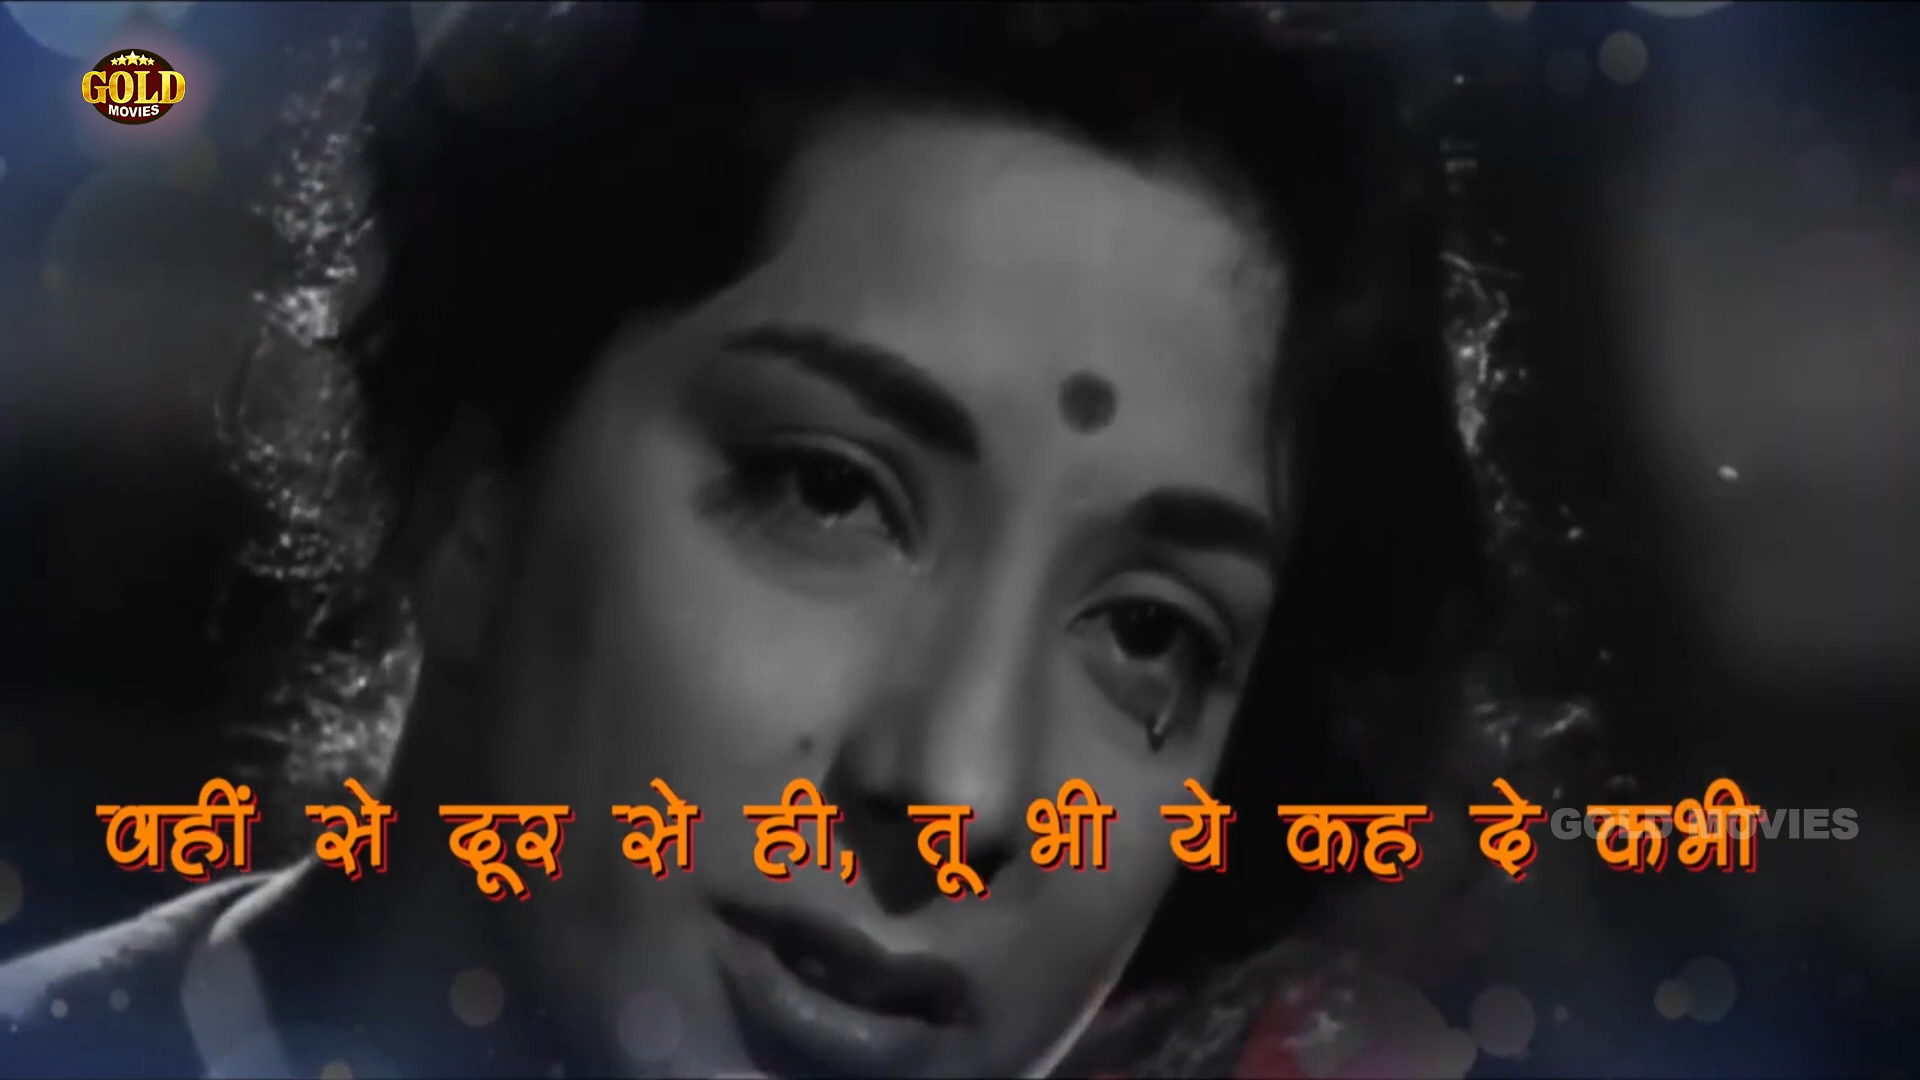 GOLD
MOVIES
वहीं से दूर से ही, तू भी ये कह दे कभी
GOLD MOVIES